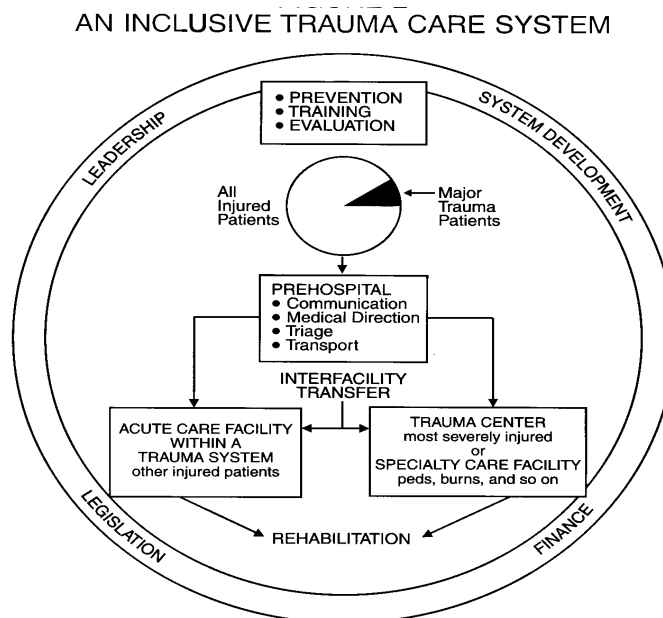 AN INCLUSIVE TRAUMA CARE SYSTEM
LEADERSHIP
SYSTEM DEVELOPMENT
● PREVENTION
● TRAINING
● EVALUATION
All
Injured
Patients
Major
Trauma
Patients
PREHOSPITAL
● Communication
● Medical Direction
● Triage
● Transport
INTERFACILITY
TRANSFER
ACUTE CARE FACILITY
WITHIN A
TRAUMA SYSTEM
other injured patients
TRAUMA CENTER
most severely injured
or
SPECIALTY CARE FACILITY
peds, burns, and so on
REHABILITATION
LEGISLATION
FINANCE